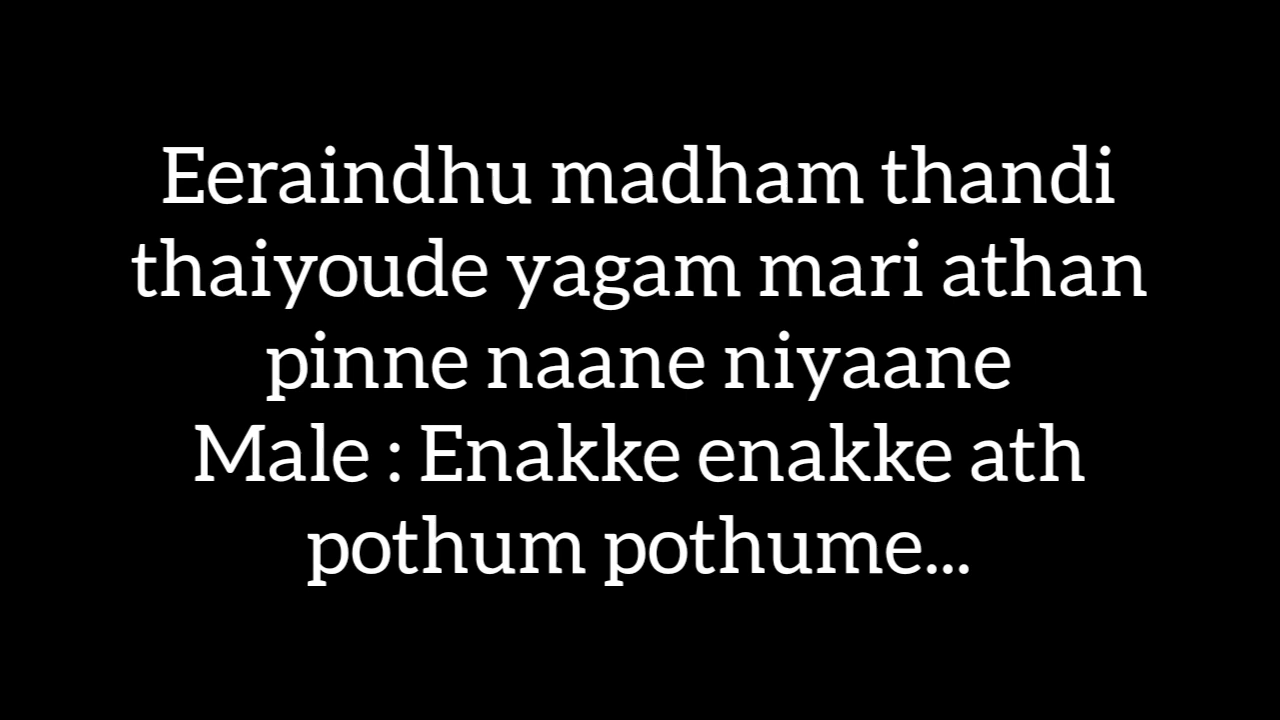 Eeraindhu madham thandi
thaiyoude yagam mari athan
pinne naane niyaane
Male : Enakke enakke ath
pothum pothume...